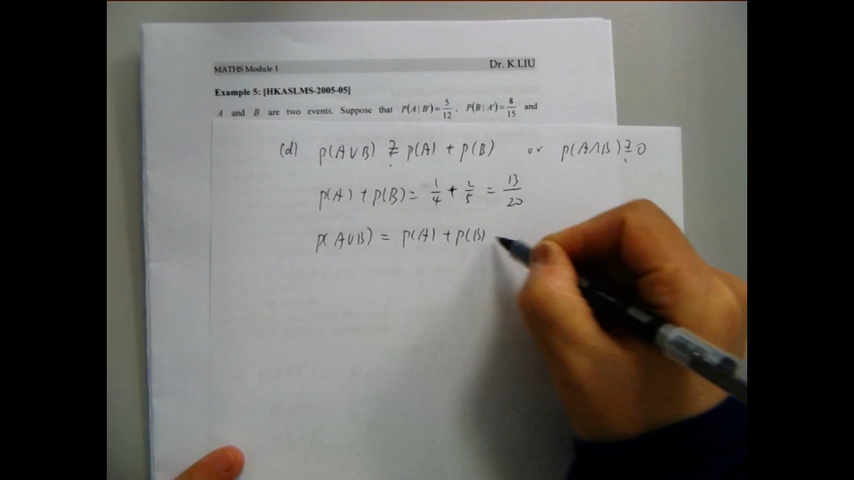 MATHS Module 1 Dr. K.LIU
Example 5: [HKASLMS-2005-05]
A and B are two events. Suppose that P(A | B') = 5/12, P(B | A') = 8/15 and
(d) P(A∪B) ≟ P(A) + P(B) or P(A∩B) ≟ 0
P(A) + P(B) = 1/4 + 2/5 = 13/20
P(A∪B) = P(A) + P(B)